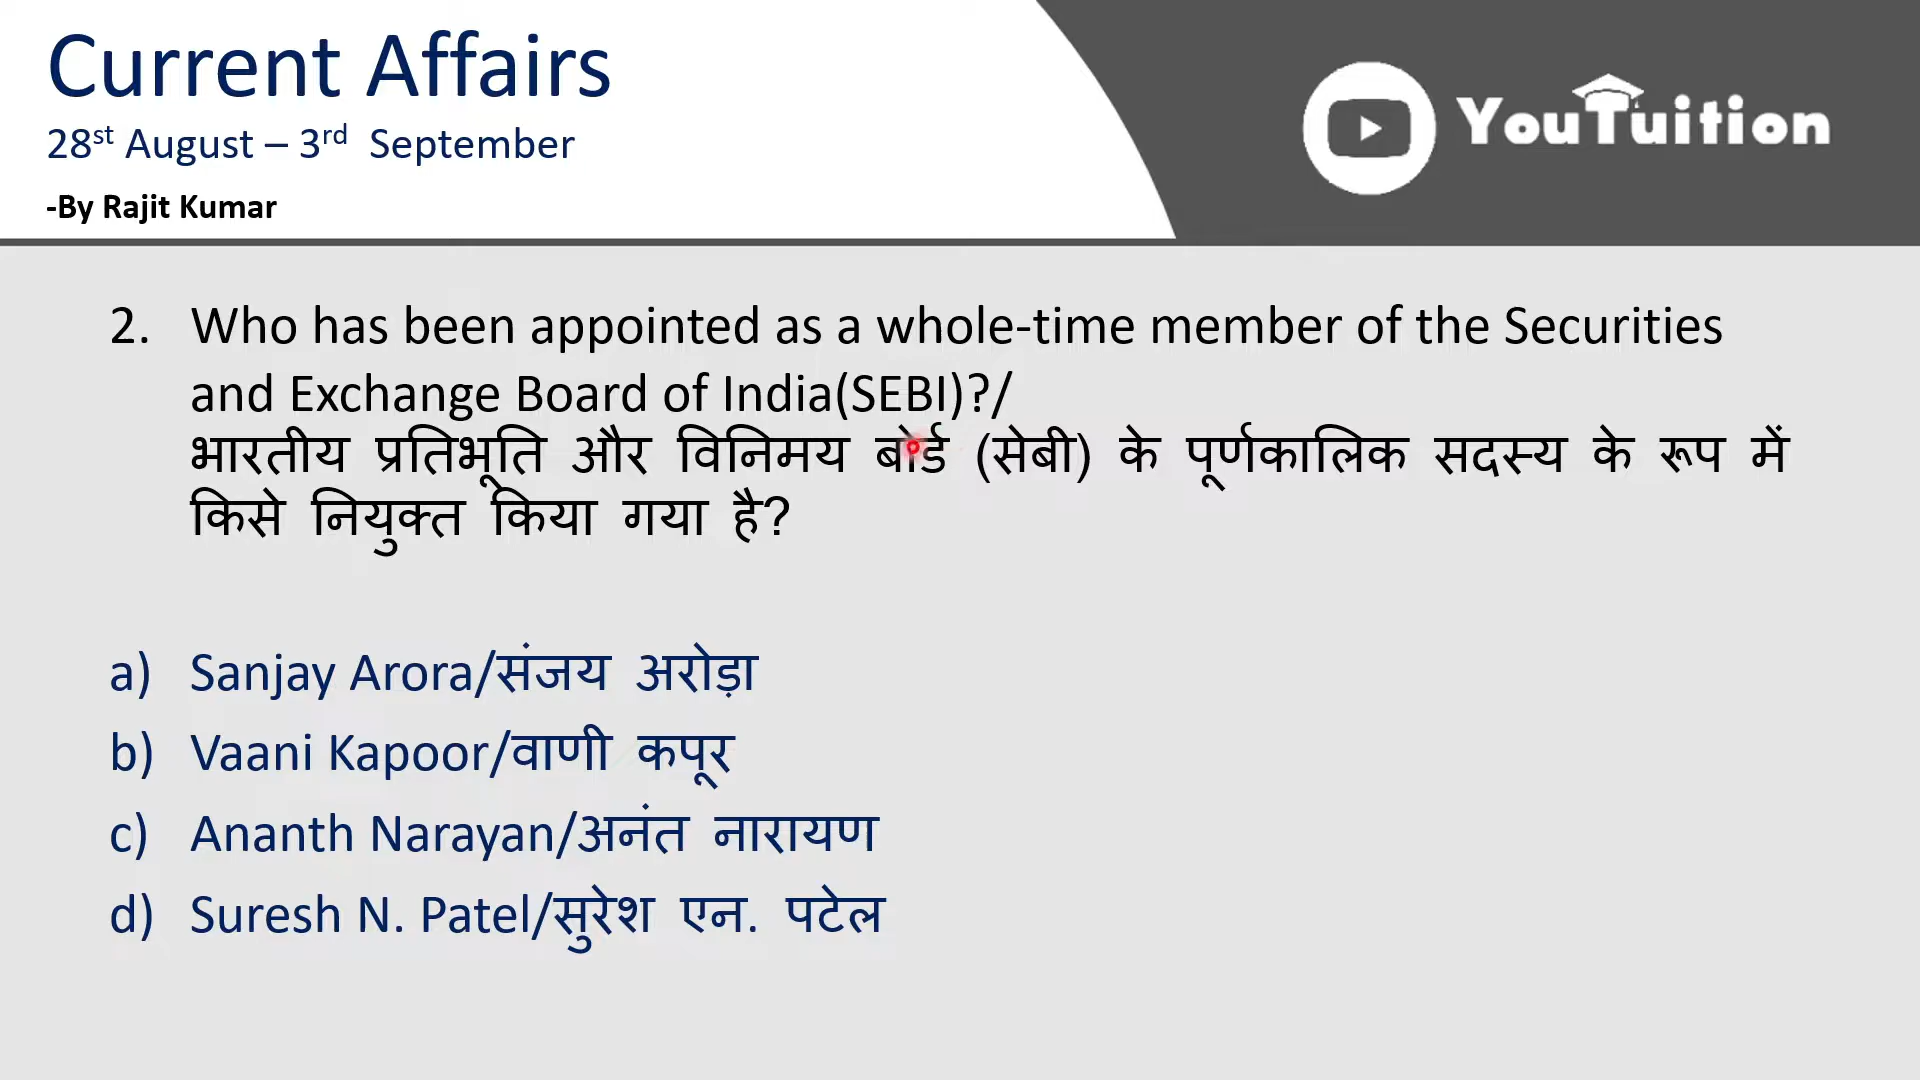 Current Affairs
28st August – 3rd September
-By Rajit Kumar
YouTuition
2. Who has been appointed as a whole-time member of the Securities
and Exchange Board of India(SEBI)?/
भारतीय प्रतिभूति और विनिमय बोर्ड (सेबी) के पूर्णकालिक सदस्य के रूप में
किसे नियुक्त किया गया है?
a) Sanjay Arora/संजय अरोड़ा
b) Vaani Kapoor/वाणी कपूर
c) Ananth Narayan/अनंत नारायण
d) Suresh N. Patel/सुरेश एन. पटेल